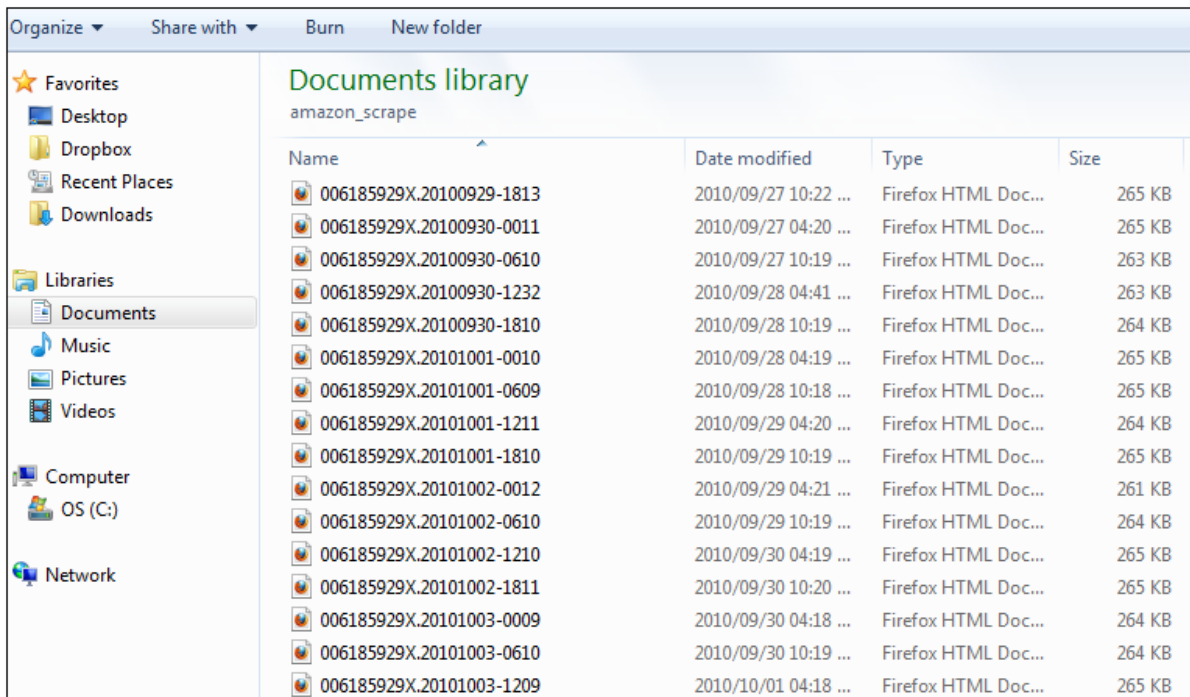 Organize Share with Burn New folder
Favorites
Desktop
Dropbox
Recent Places
Downloads
Libraries
Documents
Music
Pictures
Videos
Computer
OS (C:)
Network
Documents library
amazon_scrape
Name Date modified Type Size
006185929X.20100929-1813 2010/09/27 10:22 ... Firefox HTML Doc... 265 KB
006185929X.20100930-0011 2010/09/27 04:20 ... Firefox HTML Doc... 265 KB
006185929X.20100930-0610 2010/09/27 10:19 ... Firefox HTML Doc... 263 KB
006185929X.20100930-1232 2010/09/28 04:41 ... Firefox HTML Doc... 263 KB
006185929X.20100930-1810 2010/09/28 10:19 ... Firefox HTML Doc... 264 KB
006185929X.20101001-0010 2010/09/28 04:19 ... Firefox HTML Doc... 265 KB
006185929X.20101001-0609 2010/09/28 10:18 ... Firefox HTML Doc... 265 KB
006185929X.20101001-1211 2010/09/29 04:20 ... Firefox HTML Doc... 264 KB
006185929X.20101001-1810 2010/09/29 10:19 ... Firefox HTML Doc... 265 KB
006185929X.20101002-0012 2010/09/29 04:21 ... Firefox HTML Doc... 261 KB
006185929X.20101002-0610 2010/09/29 10:19 ... Firefox HTML Doc... 264 KB
006185929X.20101002-1210 2010/09/30 04:19 ... Firefox HTML Doc... 265 KB
006185929X.20101002-1811 2010/09/30 10:20 ... Firefox HTML Doc... 265 KB
006185929X.20101003-0009 2010/09/30 04:18 ... Firefox HTML Doc... 264 KB
006185929X.20101003-0610 2010/09/30 10:19 ... Firefox HTML Doc... 264 KB
006185929X.20101003-1209 2010/10/01 04:18 ... Firefox HTML Doc... 265 KB